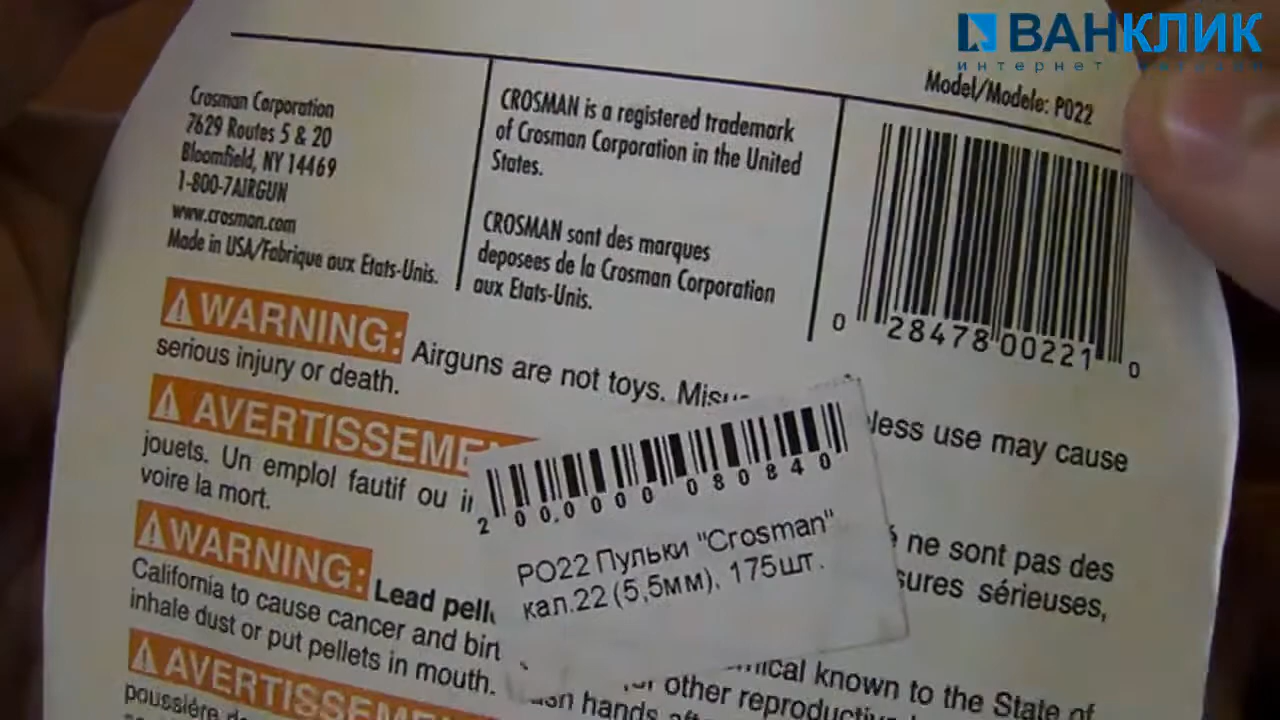 ВАНКЛИК
интернет магазин
Model/Modele: P022
Crosman Corporation
7629 Routes 5 & 20
Bloomfield, NY 14469
1-800-7AIRGUN
www.crosman.com
Made in USA/Fabrique aux Etats-Unis.
CROSMAN is a registered trademark
of Crosman Corporation in the United
States.
CROSMAN sont des marques
deposees de la Crosman Corporation
aux Etats-Unis.
0 28478 00221 0
WARNING: Airguns are not toys. less use may cause
serious injury or death.
AVERTISSEME
jouets. Un emplol fautif ou ne sont pas des
voire la mort. sures sérieuses,
WARNING: Lead pell
California to cause cancer and birt mical known to the State of
inhale dust or put pellets in mouth. other reproductiv
hands
AVERTISSEME
poussiére
2 00.0000 080840
PO22 Пульки "Crosman"
кал.22 (5,5мм), 175шт.